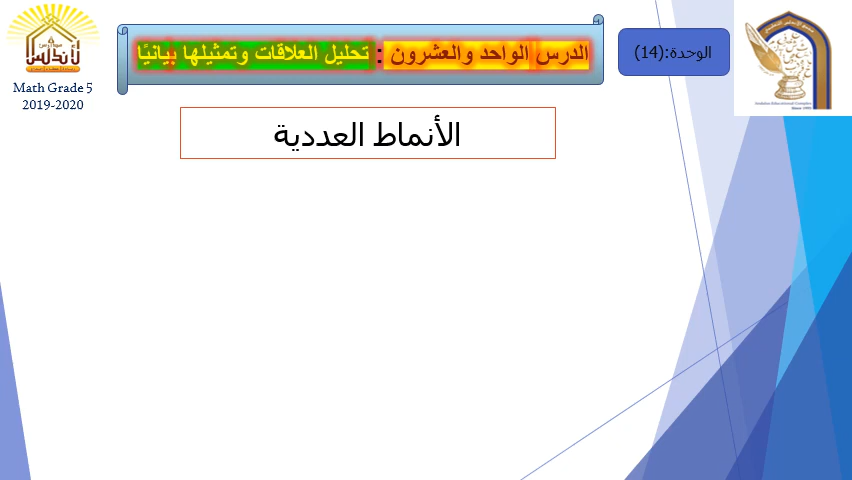 الوحدة:(14)
الدرس الواحد والعشرون : تحليل العلاقات وتمثيلها بيانيًا
Math Grade 5
2019-2020
الأنماط العددية